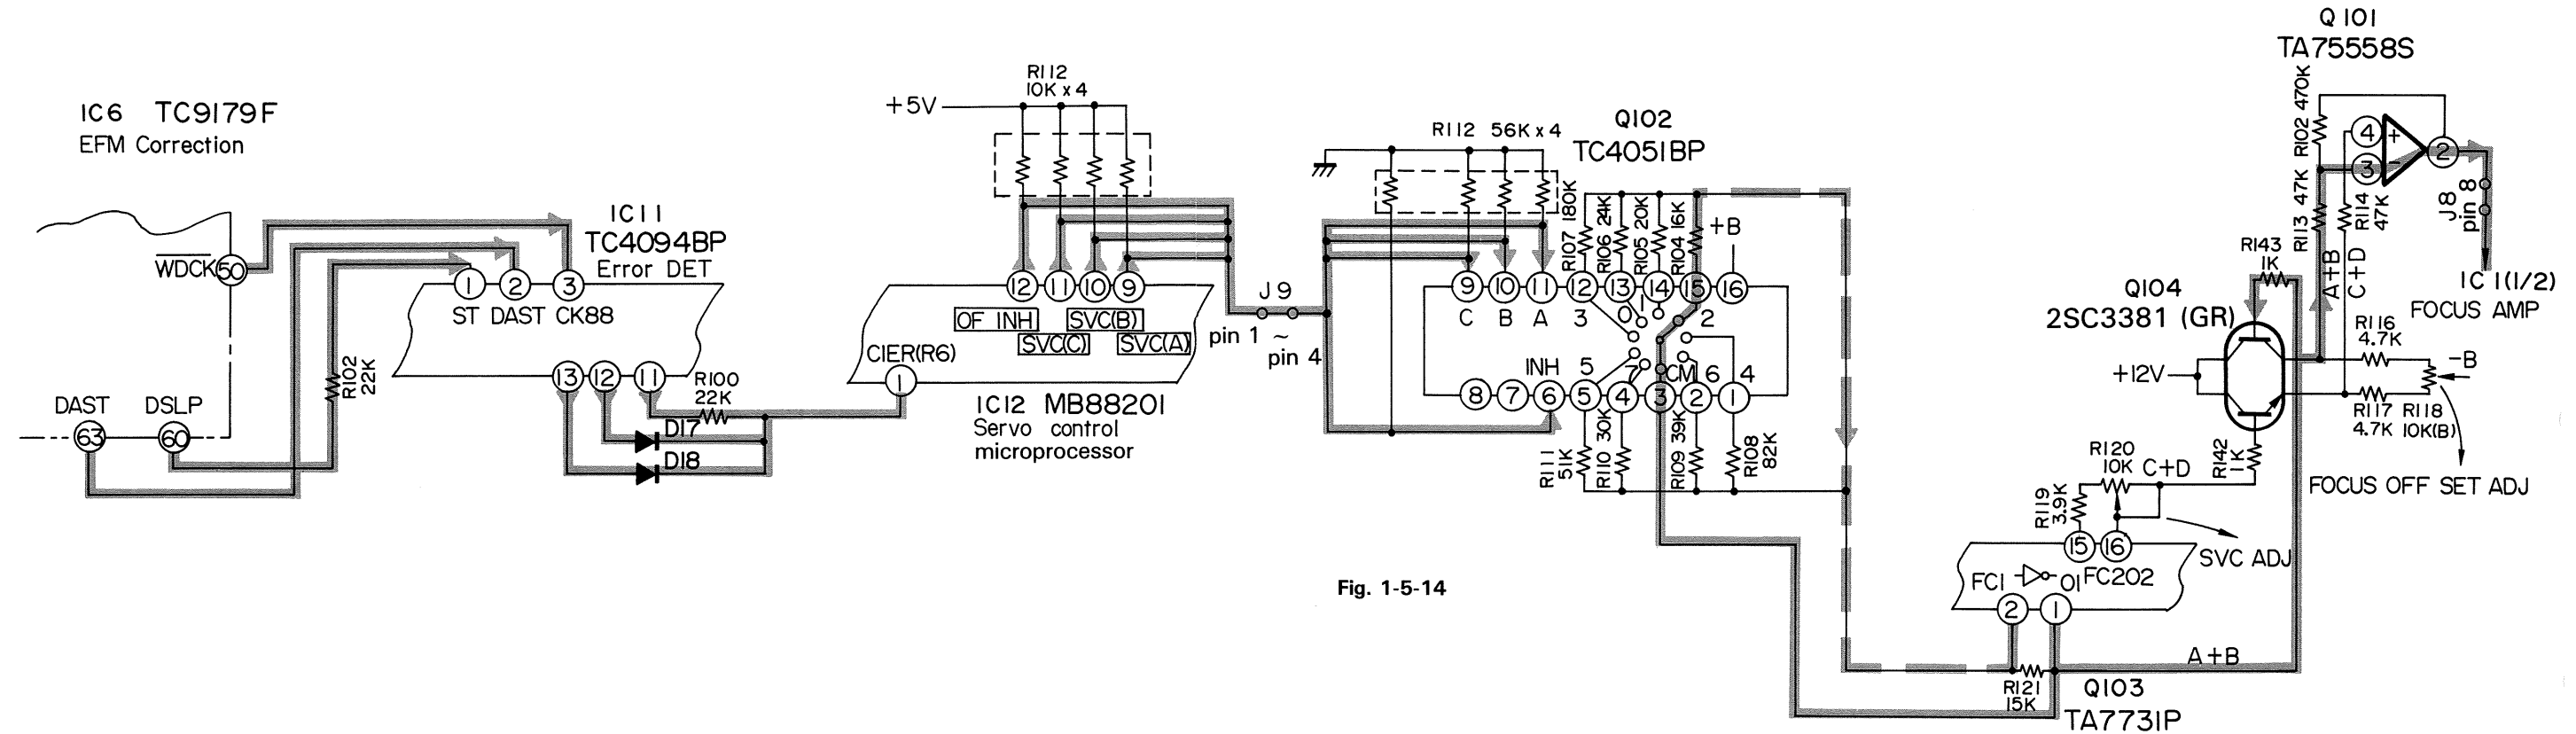 IC6 TC9179F
EFM Correction
WDCK
50
DAST
63
DSLP
60
R102
22K
IC11
TC4094BP
Error DET
1
2
3
ST DAST CK88
13
12
11
R100
22K
D17
D18
+5V
R112
10K x 4
12
11
10
9
OF INH
SVC(B)
SVC(C)
SVC(A)
CIER(R6)
1
IC12 MB88201
Servo control
microprocessor
J9
pin 1 ~
pin 4
R112 56K x 4
Q102
TC4051BP
R107 180K
R106 24K
R105 20K
R104 16K
+B
9
10
11
12
13
14
15
16
C
B
A
3
0
1
2
INH
5
7
CM
6
4
8
7
6
5
4
3
2
1
R111
51K
R110 30K
R109 39K
R108
82K
Fig. 1-5-14
Q101
TA75558S
R102 470K
4
+
3
-
2
R113 47K
R114
47K
J8
pin 8
IC1(1/2)
FOCUS AMP
A+B
C+D
R143
1K
Q104
2SC3381 (GR)
+12V
R116
4.7K
-B
R117
4.7K
R118
10K(B)
FOCUS OFF SET ADJ
R142
1K
R120
10K
C+D
R119
3.9K
15
16
SVC ADJ
FC1
O1
FC202
2
1
A+B
R121
15K
Q103
TA7731P